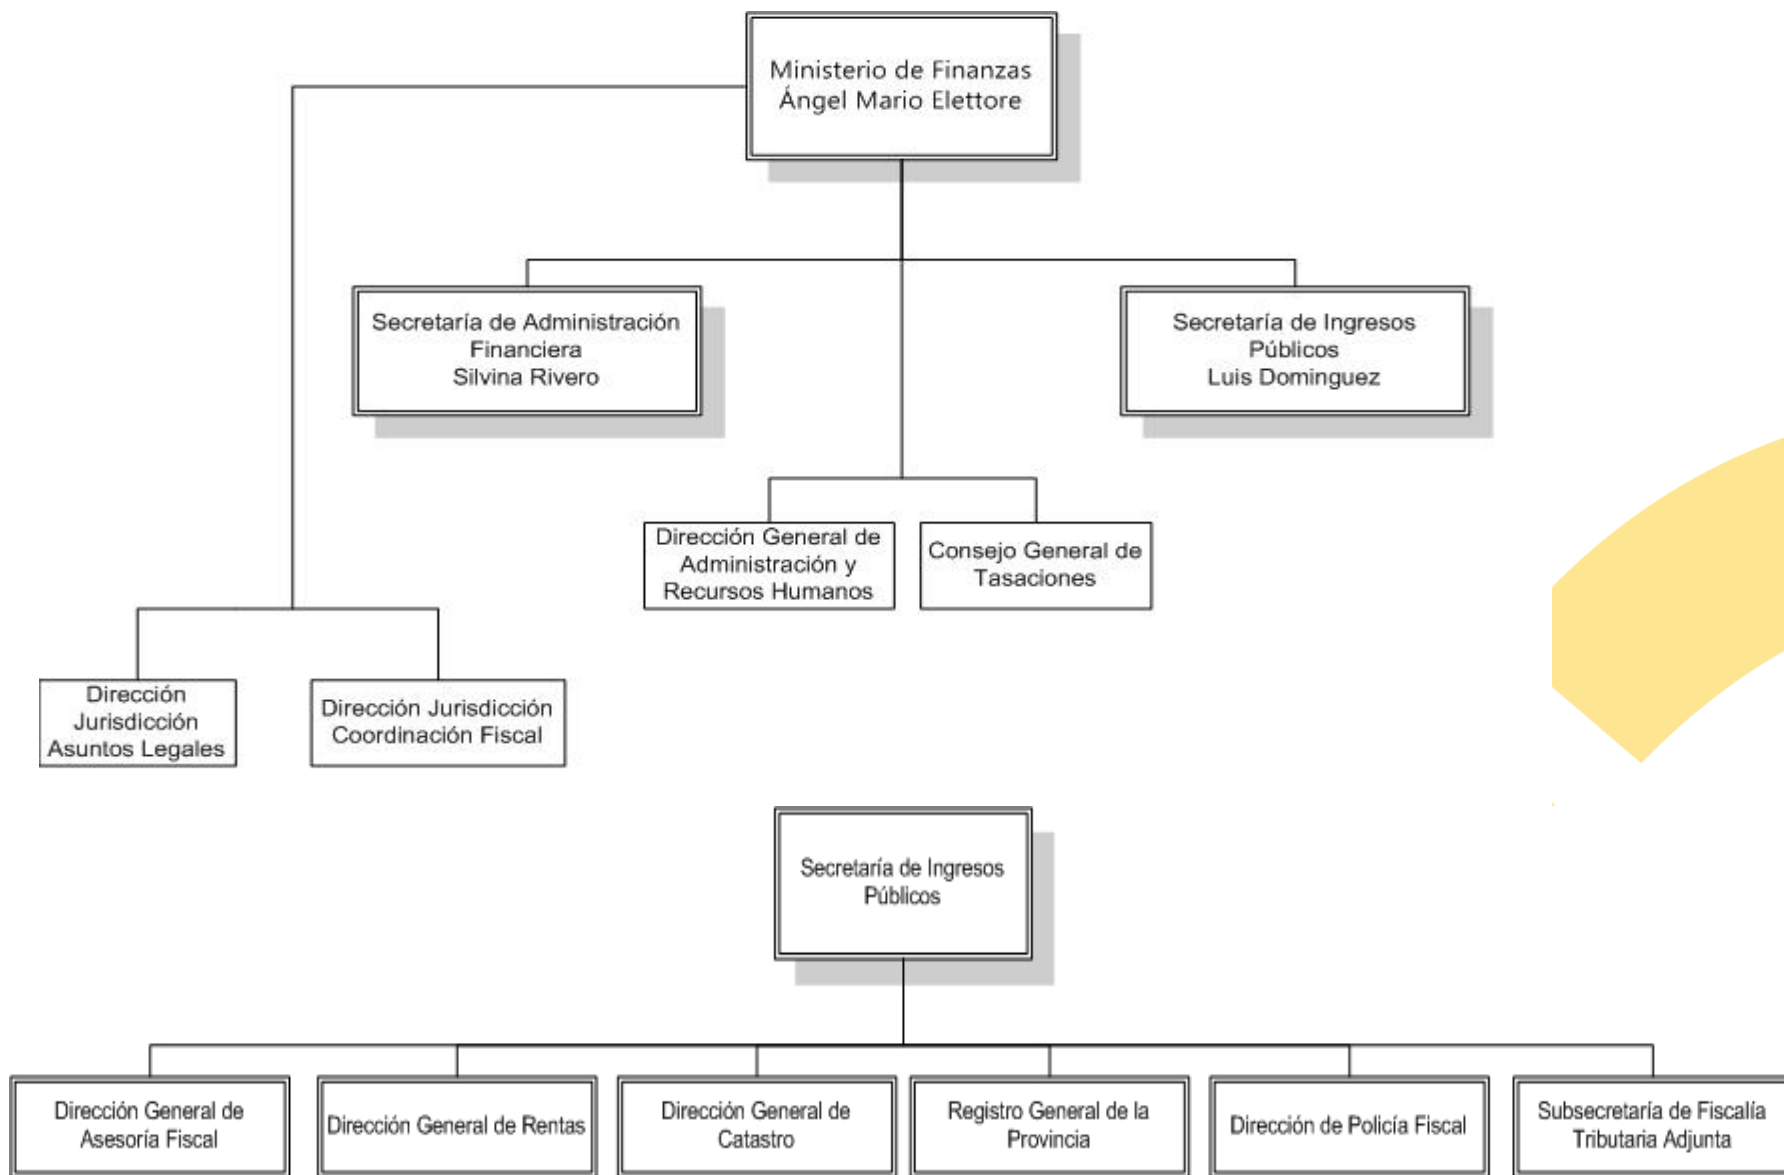 Ministerio de Finanzas
Ángel Mario Elettore
Secretaría de Administración
Financiera
Silvina Rivero
Secretaría de Ingresos
Públicos
Luis Dominguez
Dirección General de
Administración y
Recursos Humanos
Consejo General de
Tasaciones
Dirección
Jurisdicción
Asuntos Legales
Dirección Jurisdicción
Coordinación Fiscal
Secretaría de Ingresos
Públicos
Dirección General de
Asesoría Fiscal
Dirección General de Rentas
Dirección General de
Catastro
Registro General de la
Provincia
Dirección de Policía Fiscal
Subsecretaría de Fiscalía
Tributaria Adjunta